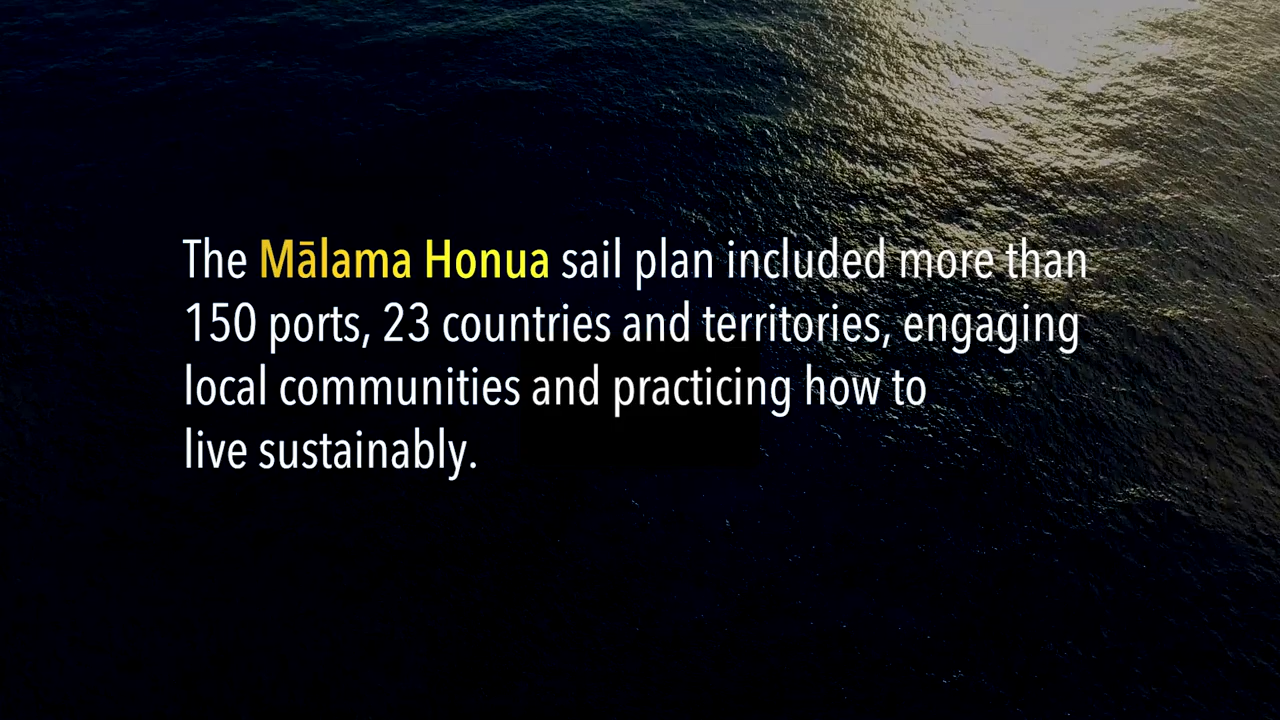 The Mālama Honua sail plan included more than
150 ports, 23 countries and territories, engaging
local communities and practicing how to
live sustainably.